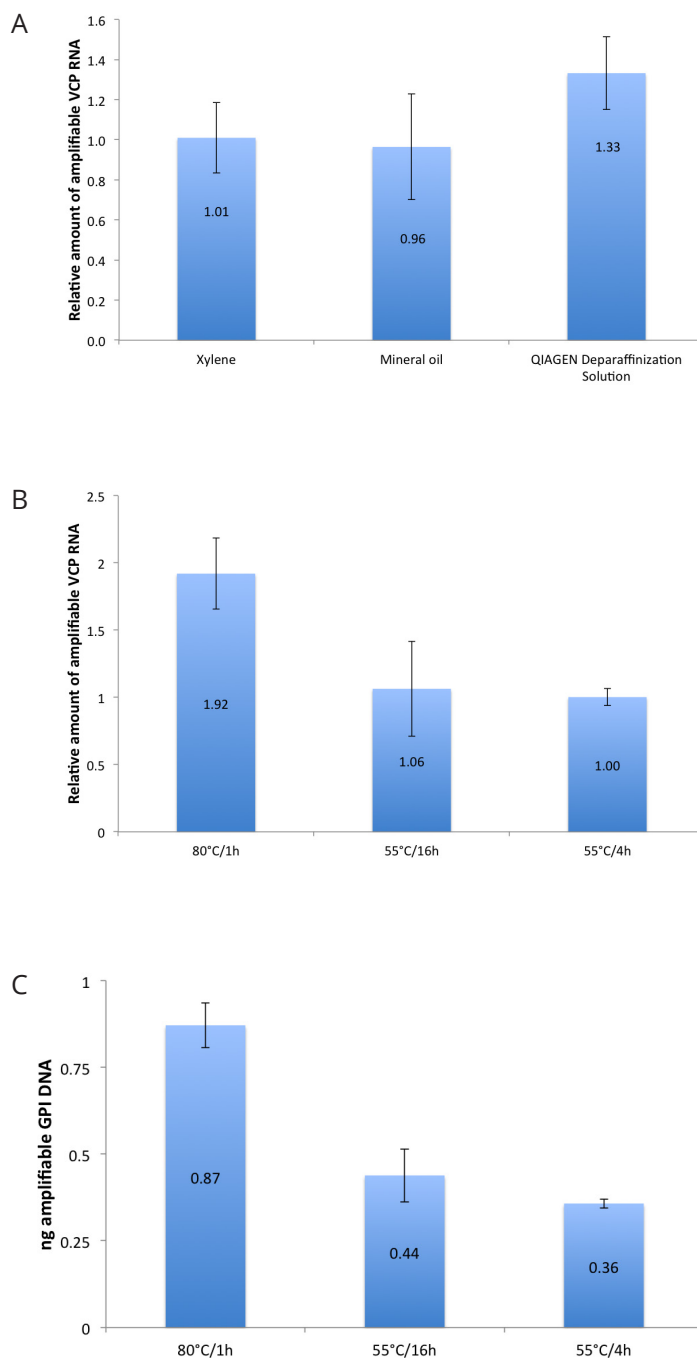 A
Relative amount of amplifiable VCP RNA
1.6
1.4
1.2
1.0
0.8
0.6
0.4
0.2
0.0
1.01
0.96
1.33
Xylene
Mineral oil
QIAGEN Deparaffinization
Solution
B
Relative amount of amplifiable VCP RNA
2.5
2
1.5
1
0.5
0
1.92
1.06
1.00
80°C/1h
55°C/16h
55°C/4h
C
ng amplifiable GPI DNA
1
0.75
0.5
0.25
0
0.87
0.44
0.36
80°C/1h
55°C/16h
55°C/4h